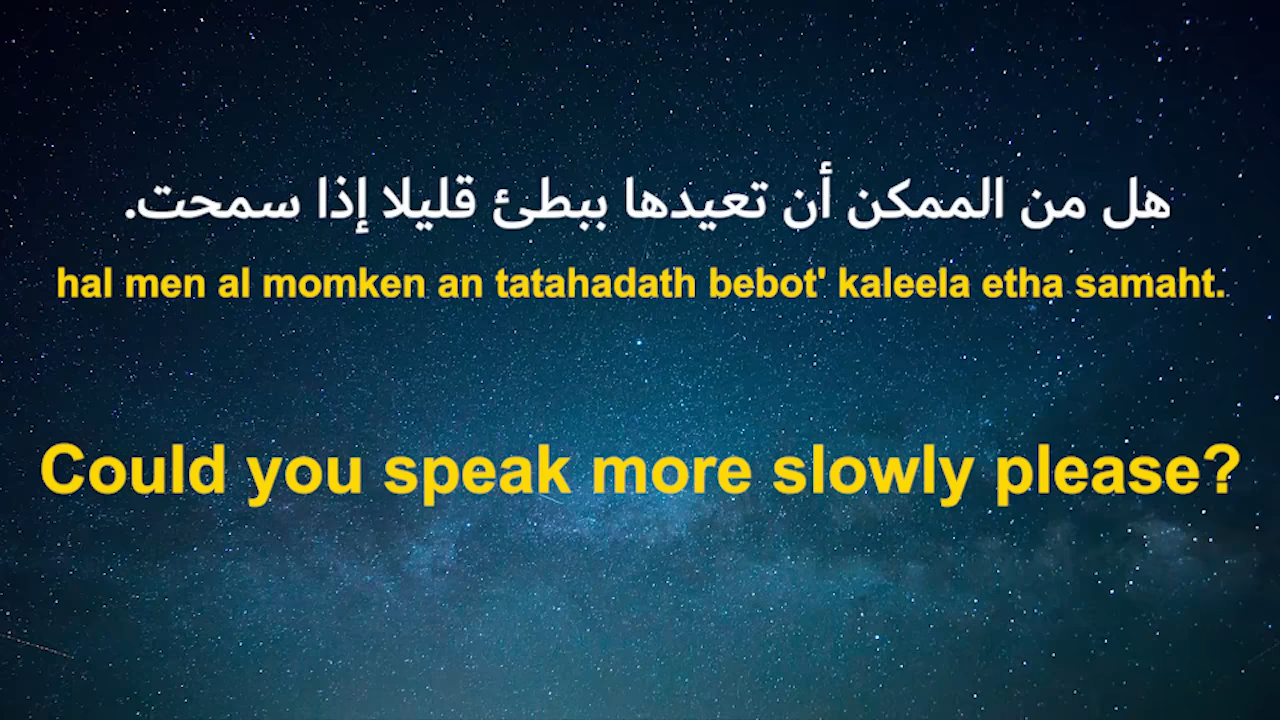 هل من الممكن أن تعيدها ببطئ قليلا إذا سمحت.
hal men al momken an tatahadath bebot' kaleela etha samaht.
Could you speak more slowly please?